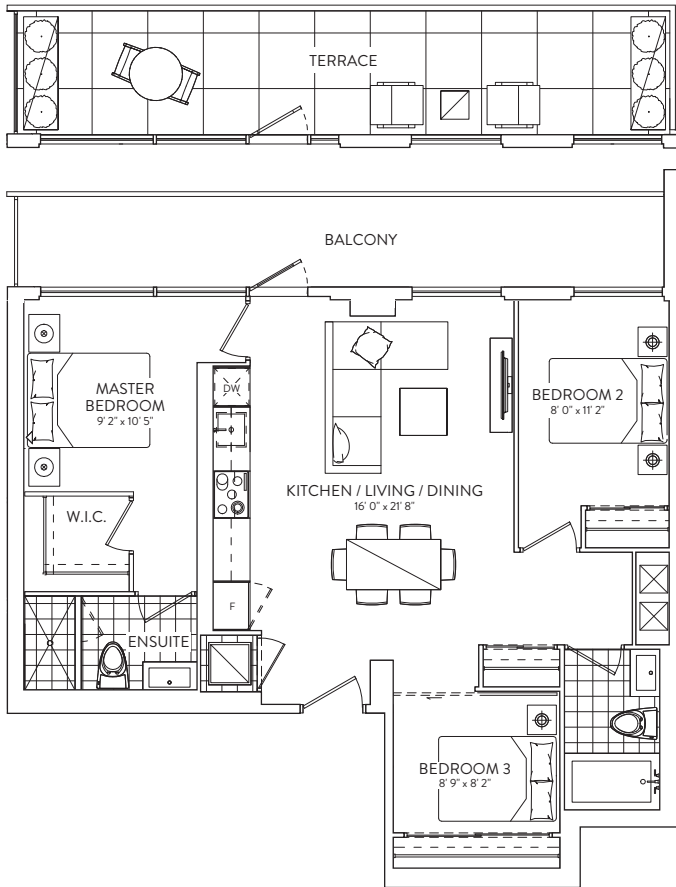 TERRACE
BALCONY
MASTER
BEDROOM
9' 2" x 10' 5"
DW
BEDROOM 2
8' 0" x 11' 2"
KITCHEN / LIVING / DINING
16' 0" x 21' 8"
W.I.C.
F
ENSUITE
BEDROOM 3
8' 9" x 8' 2"